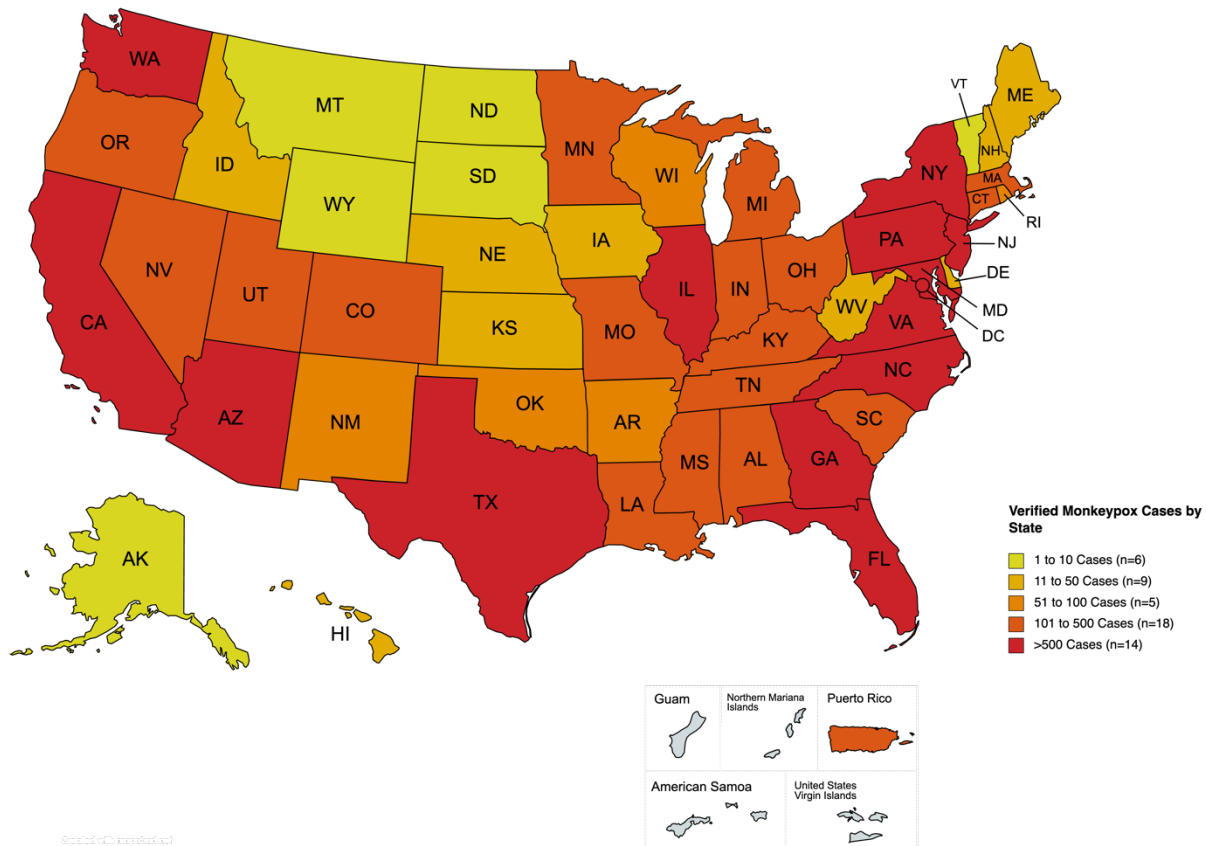 WA
MT
ND
VT
ME
OR
ID
MN
NH
WY
SD
WI
NY
MA
MI
CT
RI
NE
IA
PA
NJ
NV
UT
CO
IL
IN
OH
DE
CA
KS
MO
WV
MD
KY
VA
DC
TN
NC
AZ
NM
OK
AR
SC
MS
AL
GA
TX
LA
FL
AK
HI
Verified Monkeypox Cases by
State
1 to 10 Cases (n=6)
11 to 50 Cases (n=9)
51 to 100 Cases (n=5)
101 to 500 Cases (n=18)
>500 Cases (n=14)
Guam
Northern Mariana
Islands
Puerto Rico
American Samoa
United States
Virgin Islands